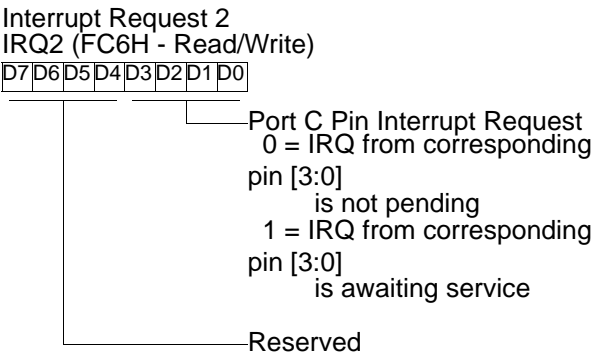 Interrupt Request 2
IRQ2 (FC6H - Read/Write)
D7 D6 D5 D4 D3 D2 D1 D0
Port C Pin Interrupt Request
0 = IRQ from corresponding
pin [3:0]
is not pending
1 = IRQ from corresponding
pin [3:0]
is awaiting service
Reserved